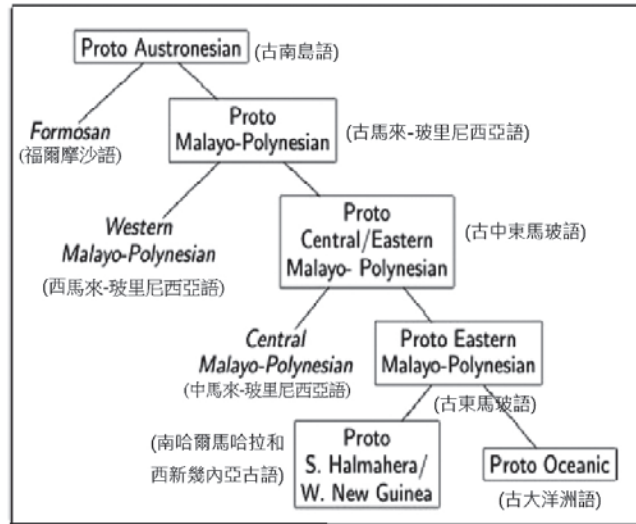 Proto Austronesian (古南島語)
Formosan
(福爾摩沙語)
Proto
Malayo-Polynesian
(古馬來-玻里尼西亞語)
Western
Malayo-Polynesian
(西馬來-玻里尼西亞語)
Proto
Central/Eastern
Malayo- Polynesian
(古中東馬玻語)
Central
Malayo-Polynesian
(中馬來-玻里尼西亞語)
Proto Eastern
Malayo-Polynesian
(古東馬玻語)
(南哈爾馬哈拉和
西新幾內亞古語)
Proto
S. Halmahera/
W. New Guinea
Proto Oceanic
(古大洋洲語)